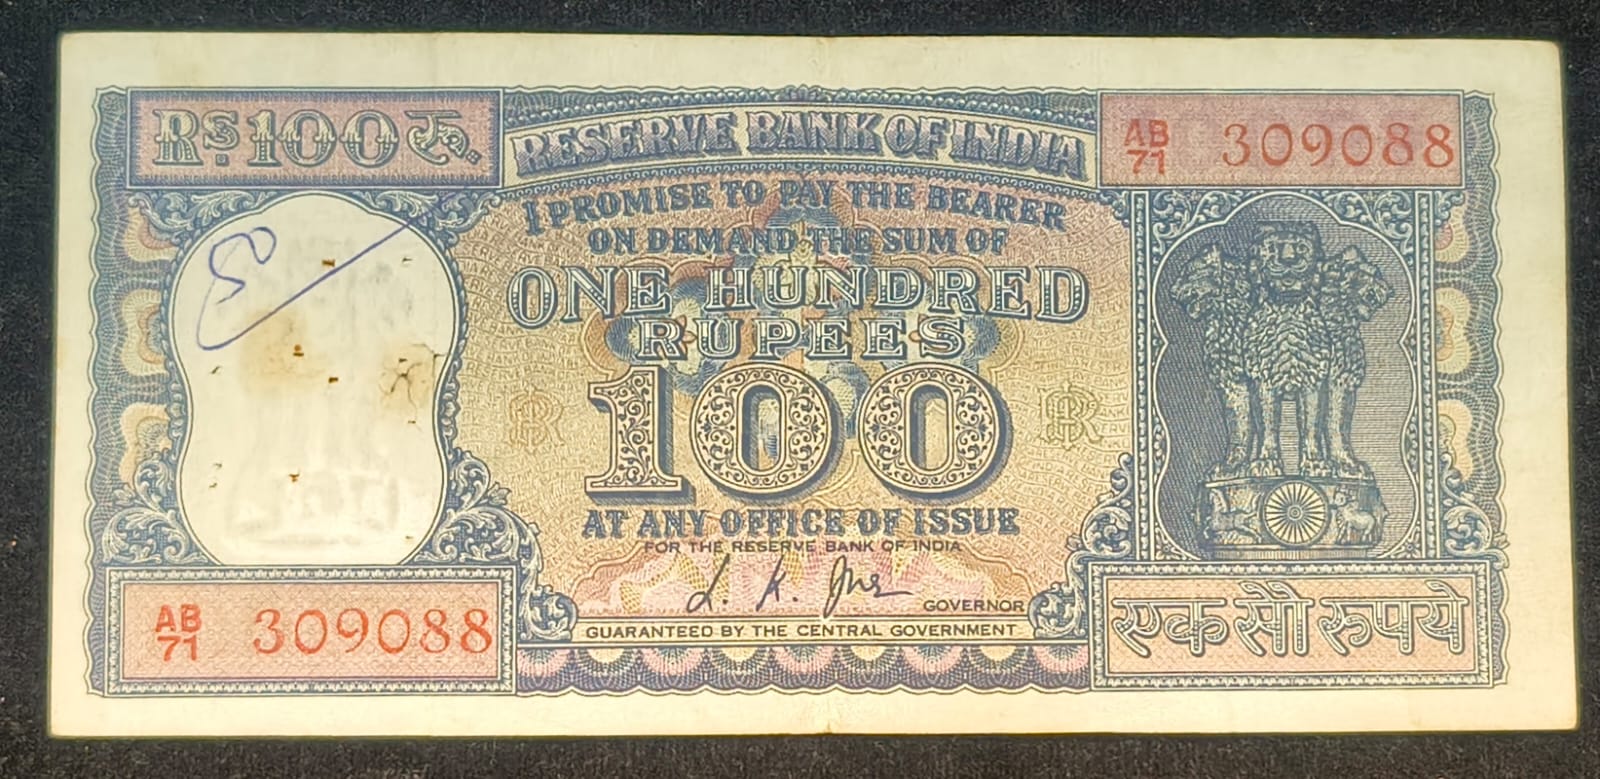 Rs. 100 रु.
RESERVE BANK OF INDIA
AB
71 309088
I PROMISE TO PAY THE BEARER
ON DEMAND THE SUM OF
ONE HUNDRED
RUPEES
100
AT ANY OFFICE OF ISSUE
FOR THE RESERVE BANK OF INDIA
GOVERNOR
GUARANTEED BY THE CENTRAL GOVERNMENT
AB
71 309088
एक सौ रुपये